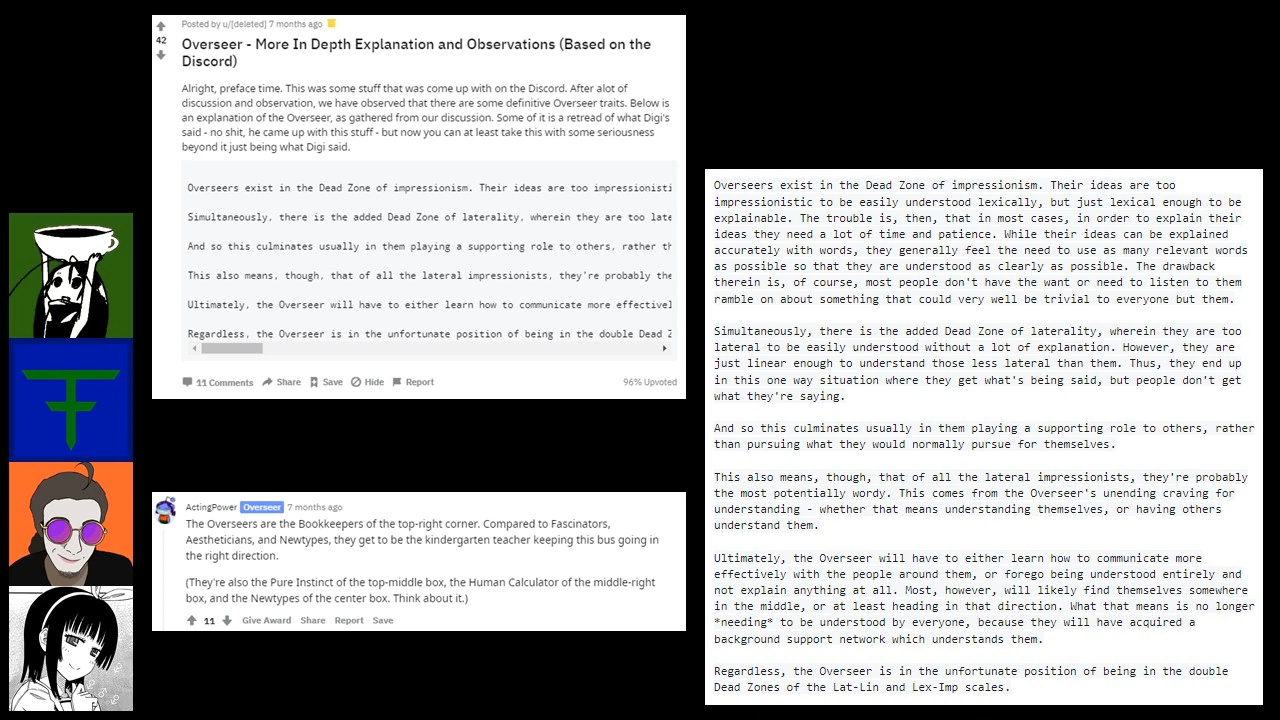 Posted by u/[deleted] 7 months ago
42
Overseer - More In Depth Explanation and Observations (Based on the
Discord)
Alright, preface time. This was some stuff that was come up with on the Discord. After alot of
discussion and observation, we have observed that there are some definitive Overseer traits. Below is
an explanation of the Overseer, as gathered from our discussion. Some of it is a retread of what Digi's
said - no shit, he came up with this stuff - but now you can at least take this with some seriousness
beyond it just being what Digi said.
Overseers exist in the Dead Zone of impressionism. Their ideas are too impressionisti
Simultaneously, there is the added Dead Zone of laterality, wherein they are too late
And so this culminates usually in them playing a supporting role to others, rather th
This also means, though, that of all the lateral impressionists, they're probably the
Ultimately, the Overseer will have to either learn how to communicate more effectivel
Regardless, the Overseer is in the unfortunate position of being in the double Dead Z
11 Comments Share Save Hide Report 96% Upvoted
ActingPower Overseer 7 months ago
The Overseers are the Bookkeepers of the top-right corner. Compared to Fascinators,
Aestheticians, and Newtypes, they get to be the kindergarten teacher keeping this bus going in
the right direction.
(They're also the Pure Instinct of the top-middle box, the Human Calculator of the middle-right
box, and the Newtypes of the center box. Think about it.)
11 Give Award Share Report Save
Overseers exist in the Dead Zone of impressionism. Their ideas are too
impressionistic to be easily understood lexically, but just lexical enough to be
explainable. The trouble is, then, that in most cases, in order to explain their
ideas they need a lot of time and patience. While their ideas can be explained
accurately with words, they generally feel the need to use as many relevant words
as possible so that they are understood as clearly as possible. The drawback
therein is, of course, most people don't have the want or need to listen to them
ramble on about something that could very well be trivial to everyone but them.
Simultaneously, there is the added Dead Zone of laterality, wherein they are too
lateral to be easily understood without a lot of explanation. However, they are
just linear enough to understand those less lateral than them. Thus, they end up
in this one way situation where they get what's being said, but people don't get
what they're saying.
And so this culminates usually in them playing a supporting role to others, rather
than pursuing what they would normally pursue for themselves.
This also means, though, that of all the lateral impressionists, they're probably
the most potentially wordy. This comes from the Overseer's unending craving for
understanding - whether that means understanding themselves, or having others
understand them.
Ultimately, the Overseer will have to either learn how to communicate more
effectively with the people around them, or forego being understood entirely and
not explain anything at all. Most, however, will likely find themselves somewhere
in the middle, or at least heading in that direction. What that means is no longer
*needing* to be understood by everyone, because they will have acquired a
background support network which understands them.
Regardless, the Overseer is in the unfortunate position of being in the double
Dead Zones of the Lat-Lin and Lex-Imp scales.